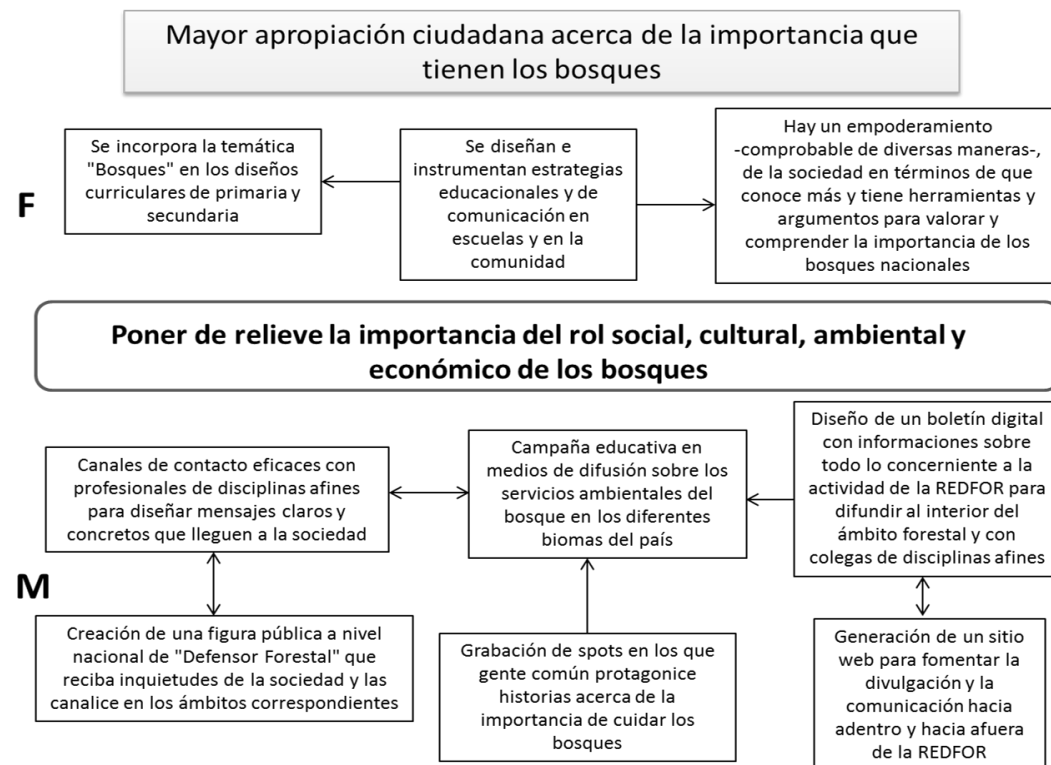 Mayor apropiación ciudadana acerca de la importancia que
tienen los bosques
F
Se incorpora la temática
"Bosques" en los diseños
curriculares de primaria y
secundaria
Se diseñan e
instrumentan estrategias
educacionales y de
comunicación en
escuelas y en la
comunidad
Hay un empoderamiento
-comprobable de diversas maneras-,
de la sociedad en términos de que
conoce más y tiene herramientas y
argumentos para valorar y
comprender la importancia de los
bosques nacionales
Poner de relieve la importancia del rol social, cultural, ambiental y
económico de los bosques
M
Canales de contacto eficaces con
profesionales de disciplinas afines
para diseñar mensajes claros y
concretos que lleguen a la sociedad
Campaña educativa en
medios de difusión sobre los
servicios ambientales del
bosque en los diferentes
biomas del país
Diseño de un boletín digital
con informaciones sobre
todo lo concerniente a la
actividad de la REDFOR para
difundir al interior del
ámbito forestal y con
colegas de disciplinas afines
Creación de una figura pública a nivel
nacional de "Defensor Forestal" que
reciba inquietudes de la sociedad y las
canalice en los ámbitos correspondientes
Grabación de spots en los que
gente común protagonice
historias acerca de la
importancia de cuidar los
bosques
Generación de un sitio
web para fomentar la
divulgación y la
comunicación hacia
adentro y hacia afuera
de la REDFOR